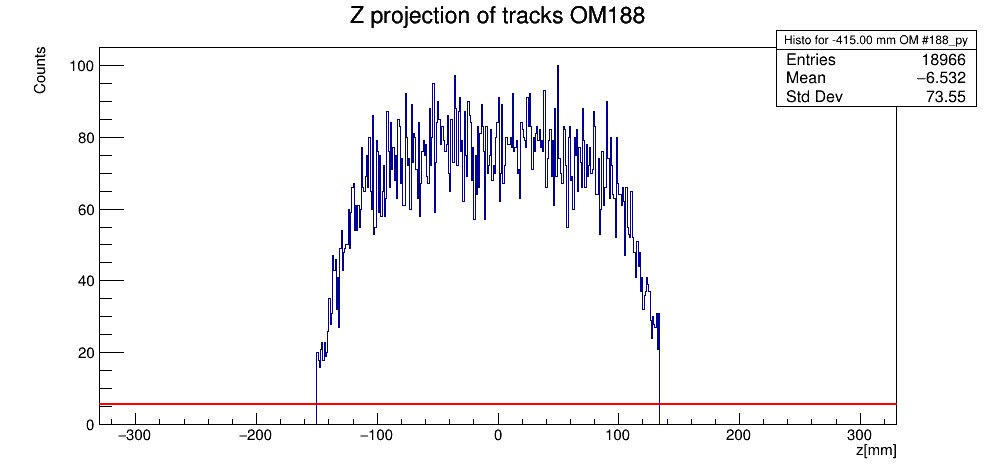 Z projection of tracks OM188
Histo for -415.00 mm OM #188_py
Entries 18966
Mean −6.532
Std Dev 73.55
Counts
100
80
60
40
20
0
−300 −200 −100 0 100 200 300
z[mm]